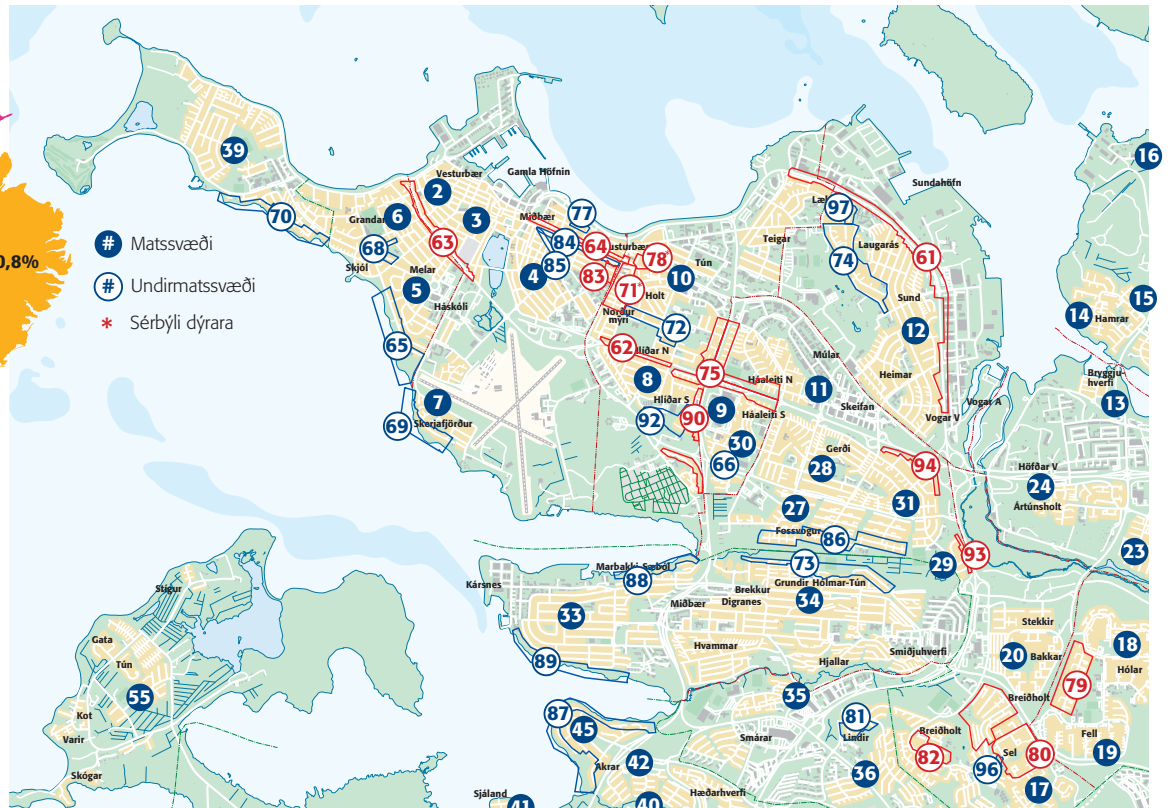 16
Sundahöfn
Vesturbær
Gamla Höfnin
39
2
Læk
97
6
3
Miðbær
77
70
Grandar
84
64
usturbæ
Teigár
Laugarás
0,8%
# Matssvæði
68
63
85
4
83
78*
Tún
74
61
Skjól
Melar
10
# Undirmatssvæði
5
71*
Holt
Sund
15
Háskóli
Norður
mýri
14
Hamrar
* Sérbýli dýrara
72
12
65
62
Hlíðar N
Múlar
8
75
Háaleiti N
11
Heimar
Bryggju-
hverfi
7
Hlíðar S
9
Skeifan
Vogar A
13
Skerjafjörður
69
92
90
Háaleiti S
Vogar V
30
Gerði
66
28
94
Höfðar V
24
31
Ártúnsholt
27
Fossvogur
86
23
Marbakki-Sæból
73
29
93
Kársnes
88
Grundir Hólmar-Tún
Stígur
Brekkur
Miðbær
Digranes
34
33
Stekkir
Gata
Hvammar
Smiðjuhverfi
20
Bakkar
18
Tún
89
Hjallar
Hólar
55
35
79
Breiðholt
Kot
87
81
45
Smárar
Lindir
Breiðholt
Fell
Varir
82
Sel
80
19
Akrar
42
36
96
Skógar
Sjáland
Hæðarhverfi
17
41
40